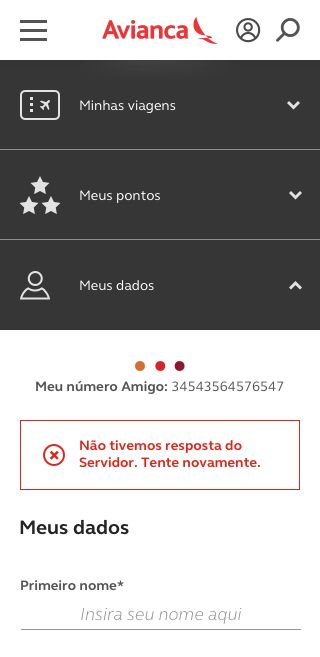 Avianca
Minhas viagens
Meus pontos
Meus dados
Meu número Amigo: 34543564576547
Não tivemos resposta do
Servidor. Tente novamente.
Meus dados
Primeiro nome*
Insira seu nome aqui